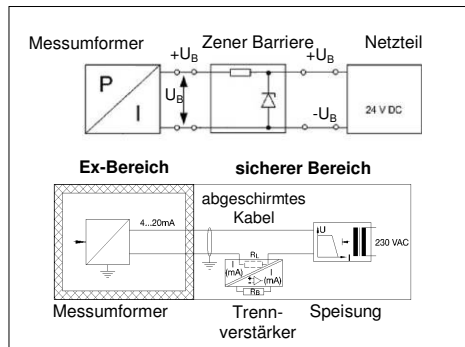 Messumformer Zener Barriere Netzteil
+UB +UB
P
I
UB
24 V DC
-UB
Ex-Bereich sicherer Bereich
abgeschirmtes
Kabel
4...20mA
U
I
230 VAC
RL
I
(mA)
I
(mA)
RB
Messumformer Trenn-
verstärker Speisung